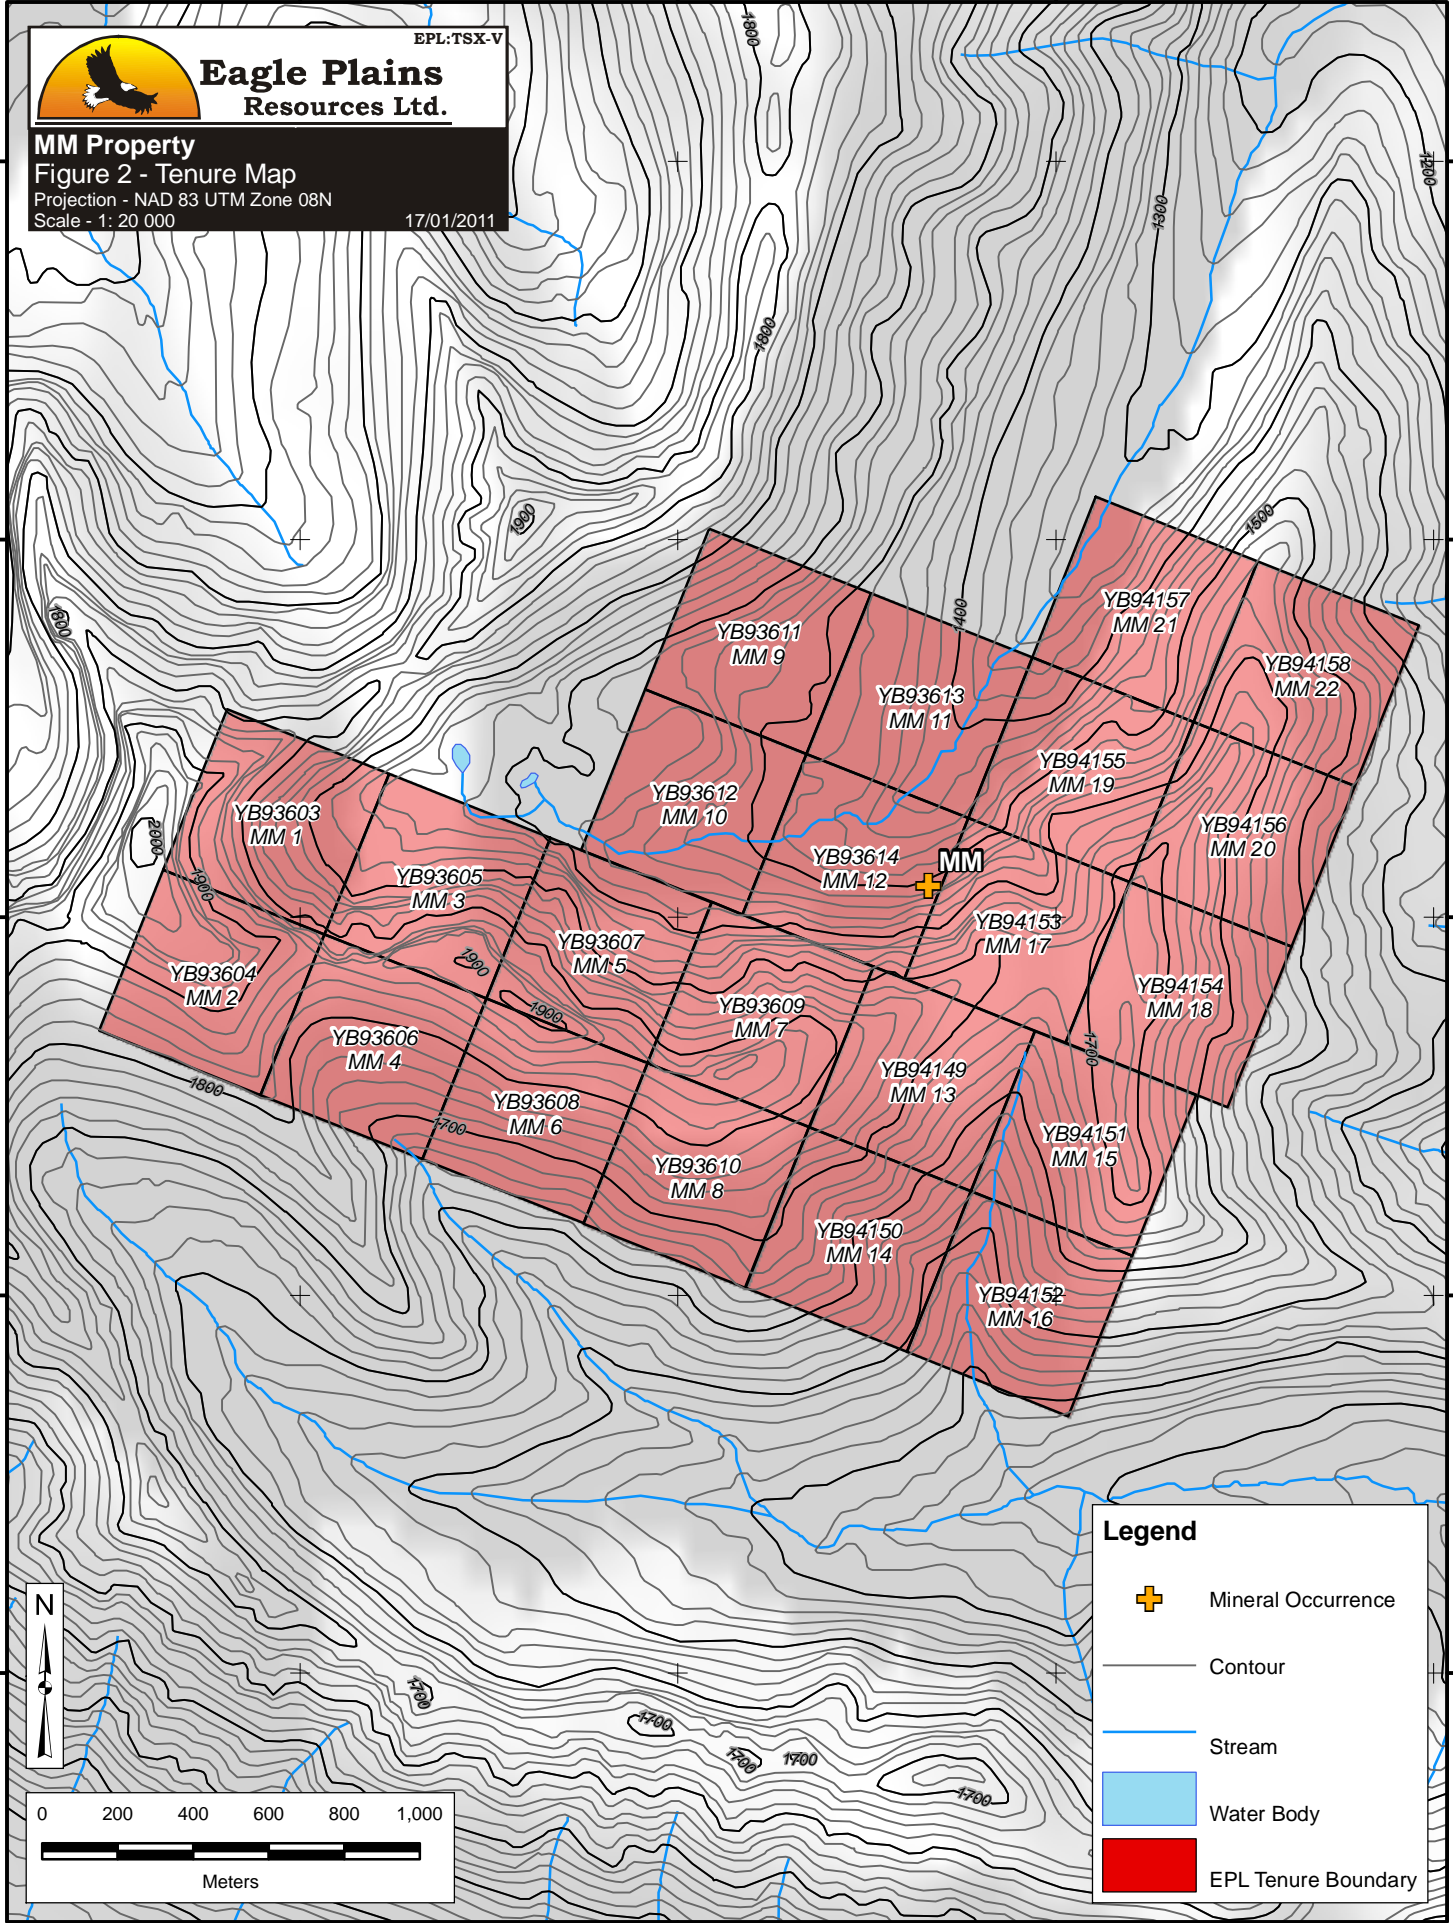 EPL:TSX-V
Eagle Plains
Resources Ltd.
MM Property
Figure 2 - Tenure Map
Projection - NAD 83 UTM Zone 08N
Scale - 1: 20 000 17/01/2011
1800
1200
1300
1800
1900
1500
1800
1400
YB94157
MM 21
YB93611
MM 9
YB94158
MM 22
YB93613
MM 11
YB94155
MM 19
YB93612
MM 10
YB93603
MM 1
2000
YB94156
MM 20
YB93614
MM 12
MM
YB93605
MM 3
1900
YB94153
MM 17
YB93607
MM 5
1900
YB93604
MM 2
YB94154
MM 18
1900
YB93609
MM 7
YB93606
MM 4
1700
YB94149
MM 13
1800
YB93608
MM 6
1700
YB94151
MM 15
YB93610
MM 8
YB94150
MM 14
YB94152
MM 16
Legend
Mineral Occurrence
Contour
Stream
Water Body
EPL Tenure Boundary
N
1700
1700
1700
1700
1700
0 200 400 600 800 1,000
Meters